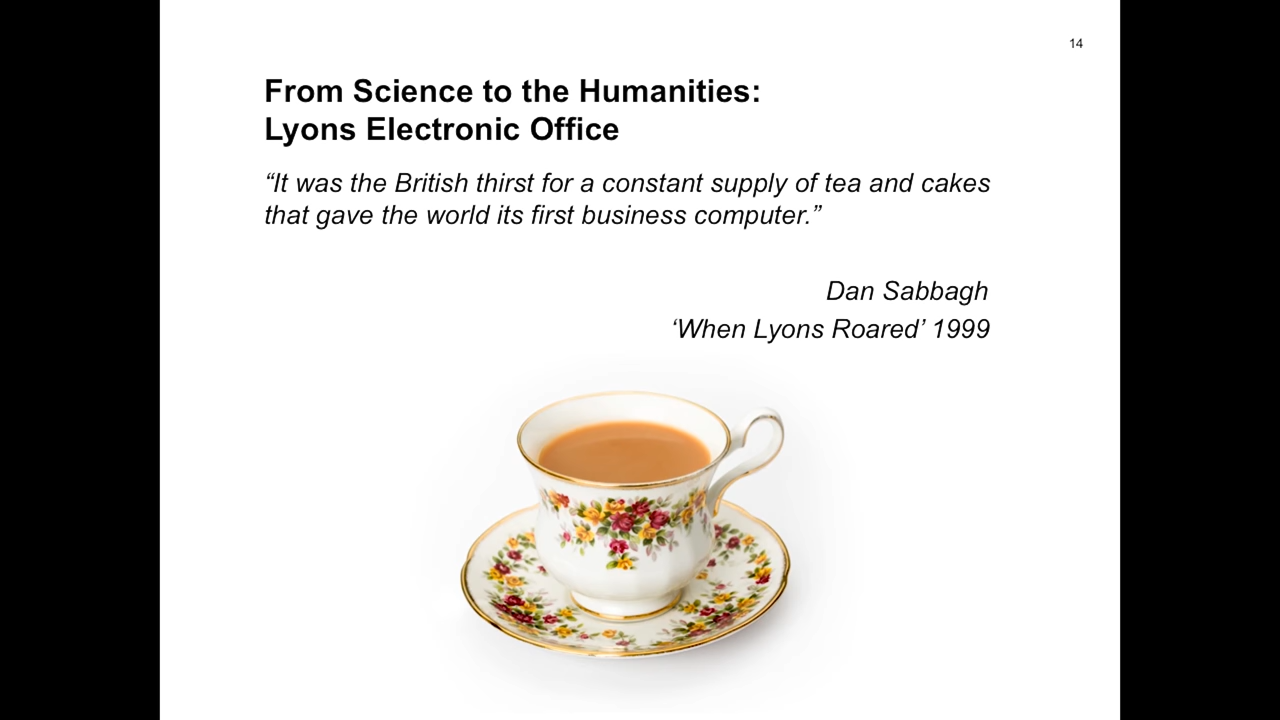 14
From Science to the Humanities:
Lyons Electronic Office
“It was the British thirst for a constant supply of tea and cakes
that gave the world its first business computer.”
Dan Sabbagh
‘When Lyons Roared’ 1999